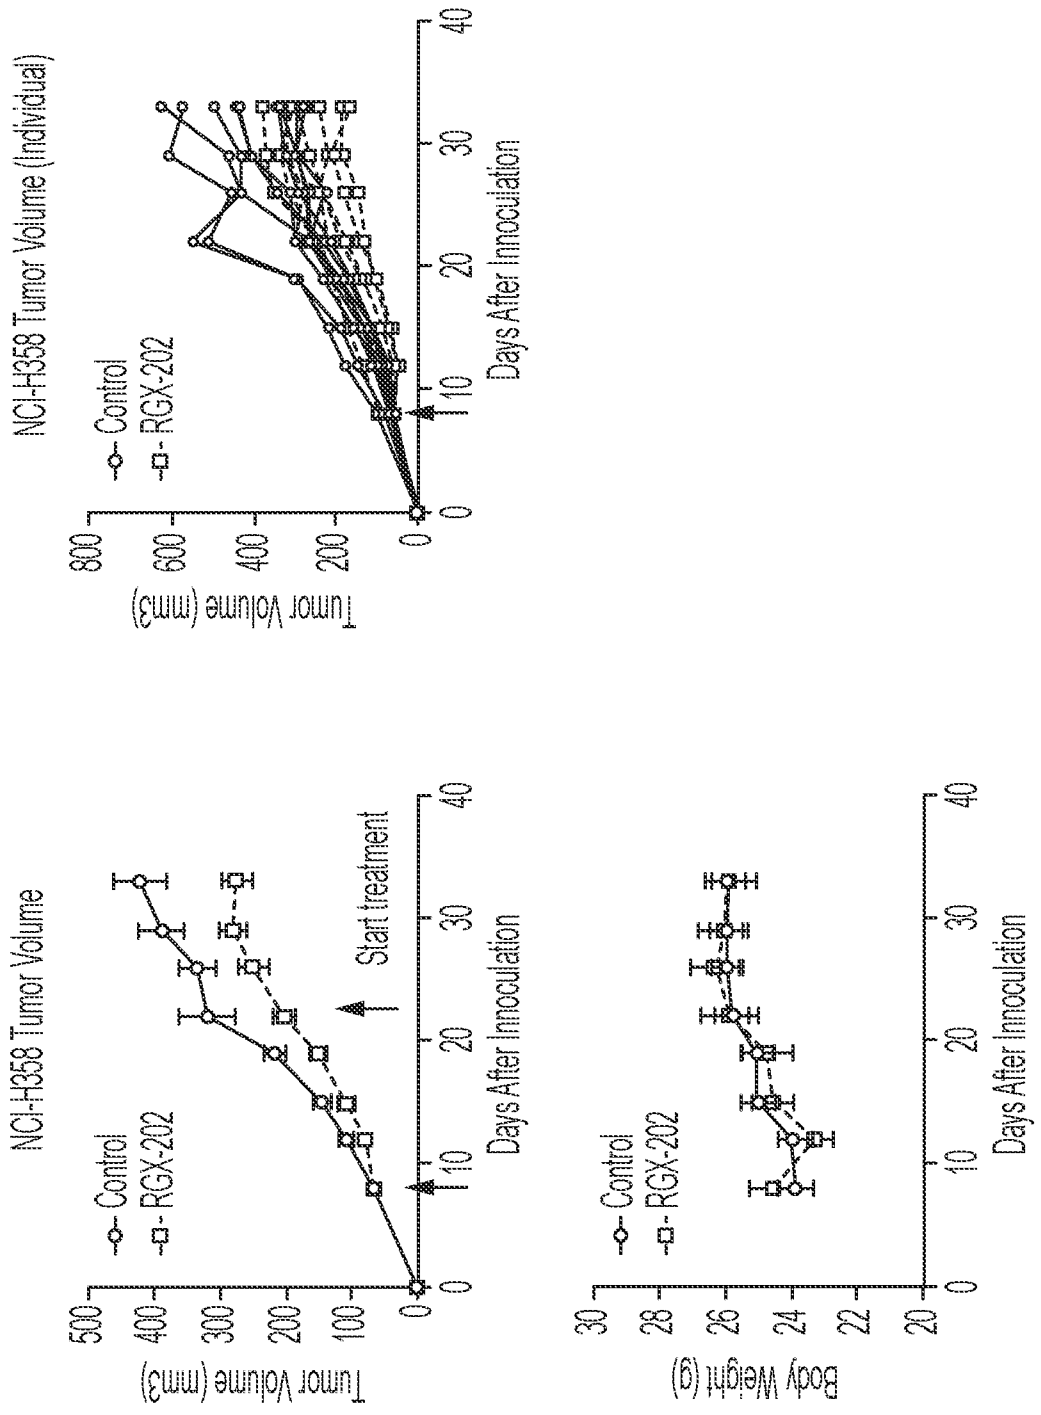 NCI-H358 Tumor Volume
Control
RGX-202
Tumor Volume (mm3)
500
400
300
200
100
0
0
10
20
30
40
Start treatment
Days After Innoculation
NCI-H358 Tumor Volume (Individual)
Control
RGX-202
Tumor Volume (mm3)
800
600
400
200
0
0
10
20
30
40
Days After Innoculation
Control
RGX-202
Body Weight (g)
30
28
26
24
22
20
0
10
20
30
40
Days After Innoculation